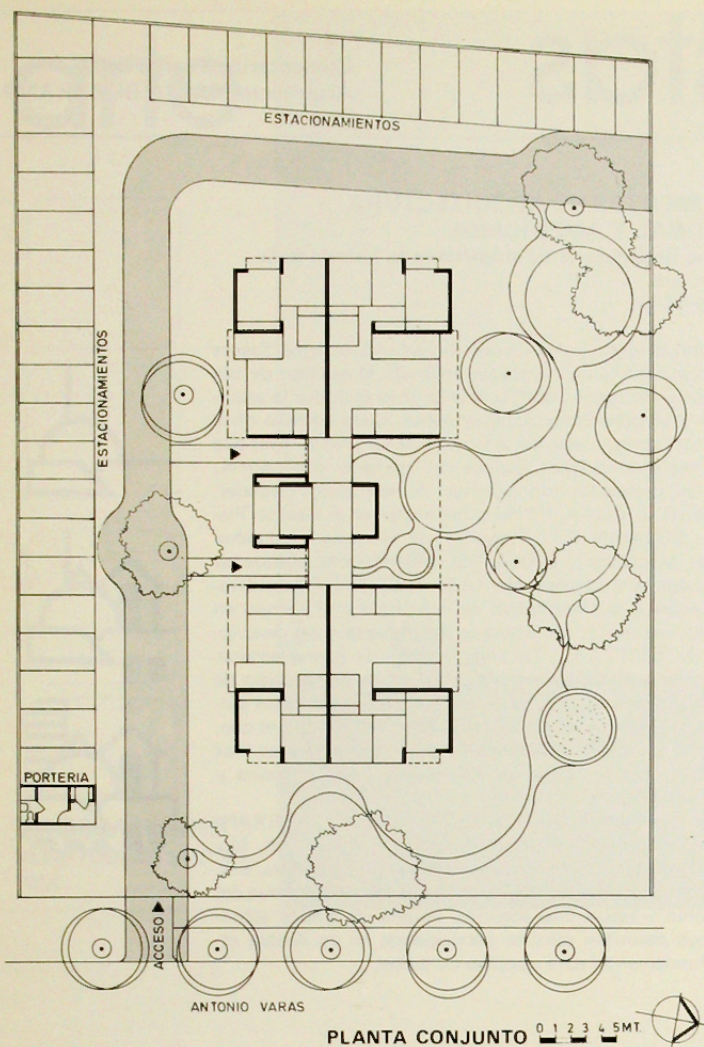 ESTACIONAMIENTOS
ESTACIONAMIENTOS
PORTERIA
ACCESO
ANTONIO VARAS
PLANTA CONJUNTO 0 1 2 3 4 5 MT.